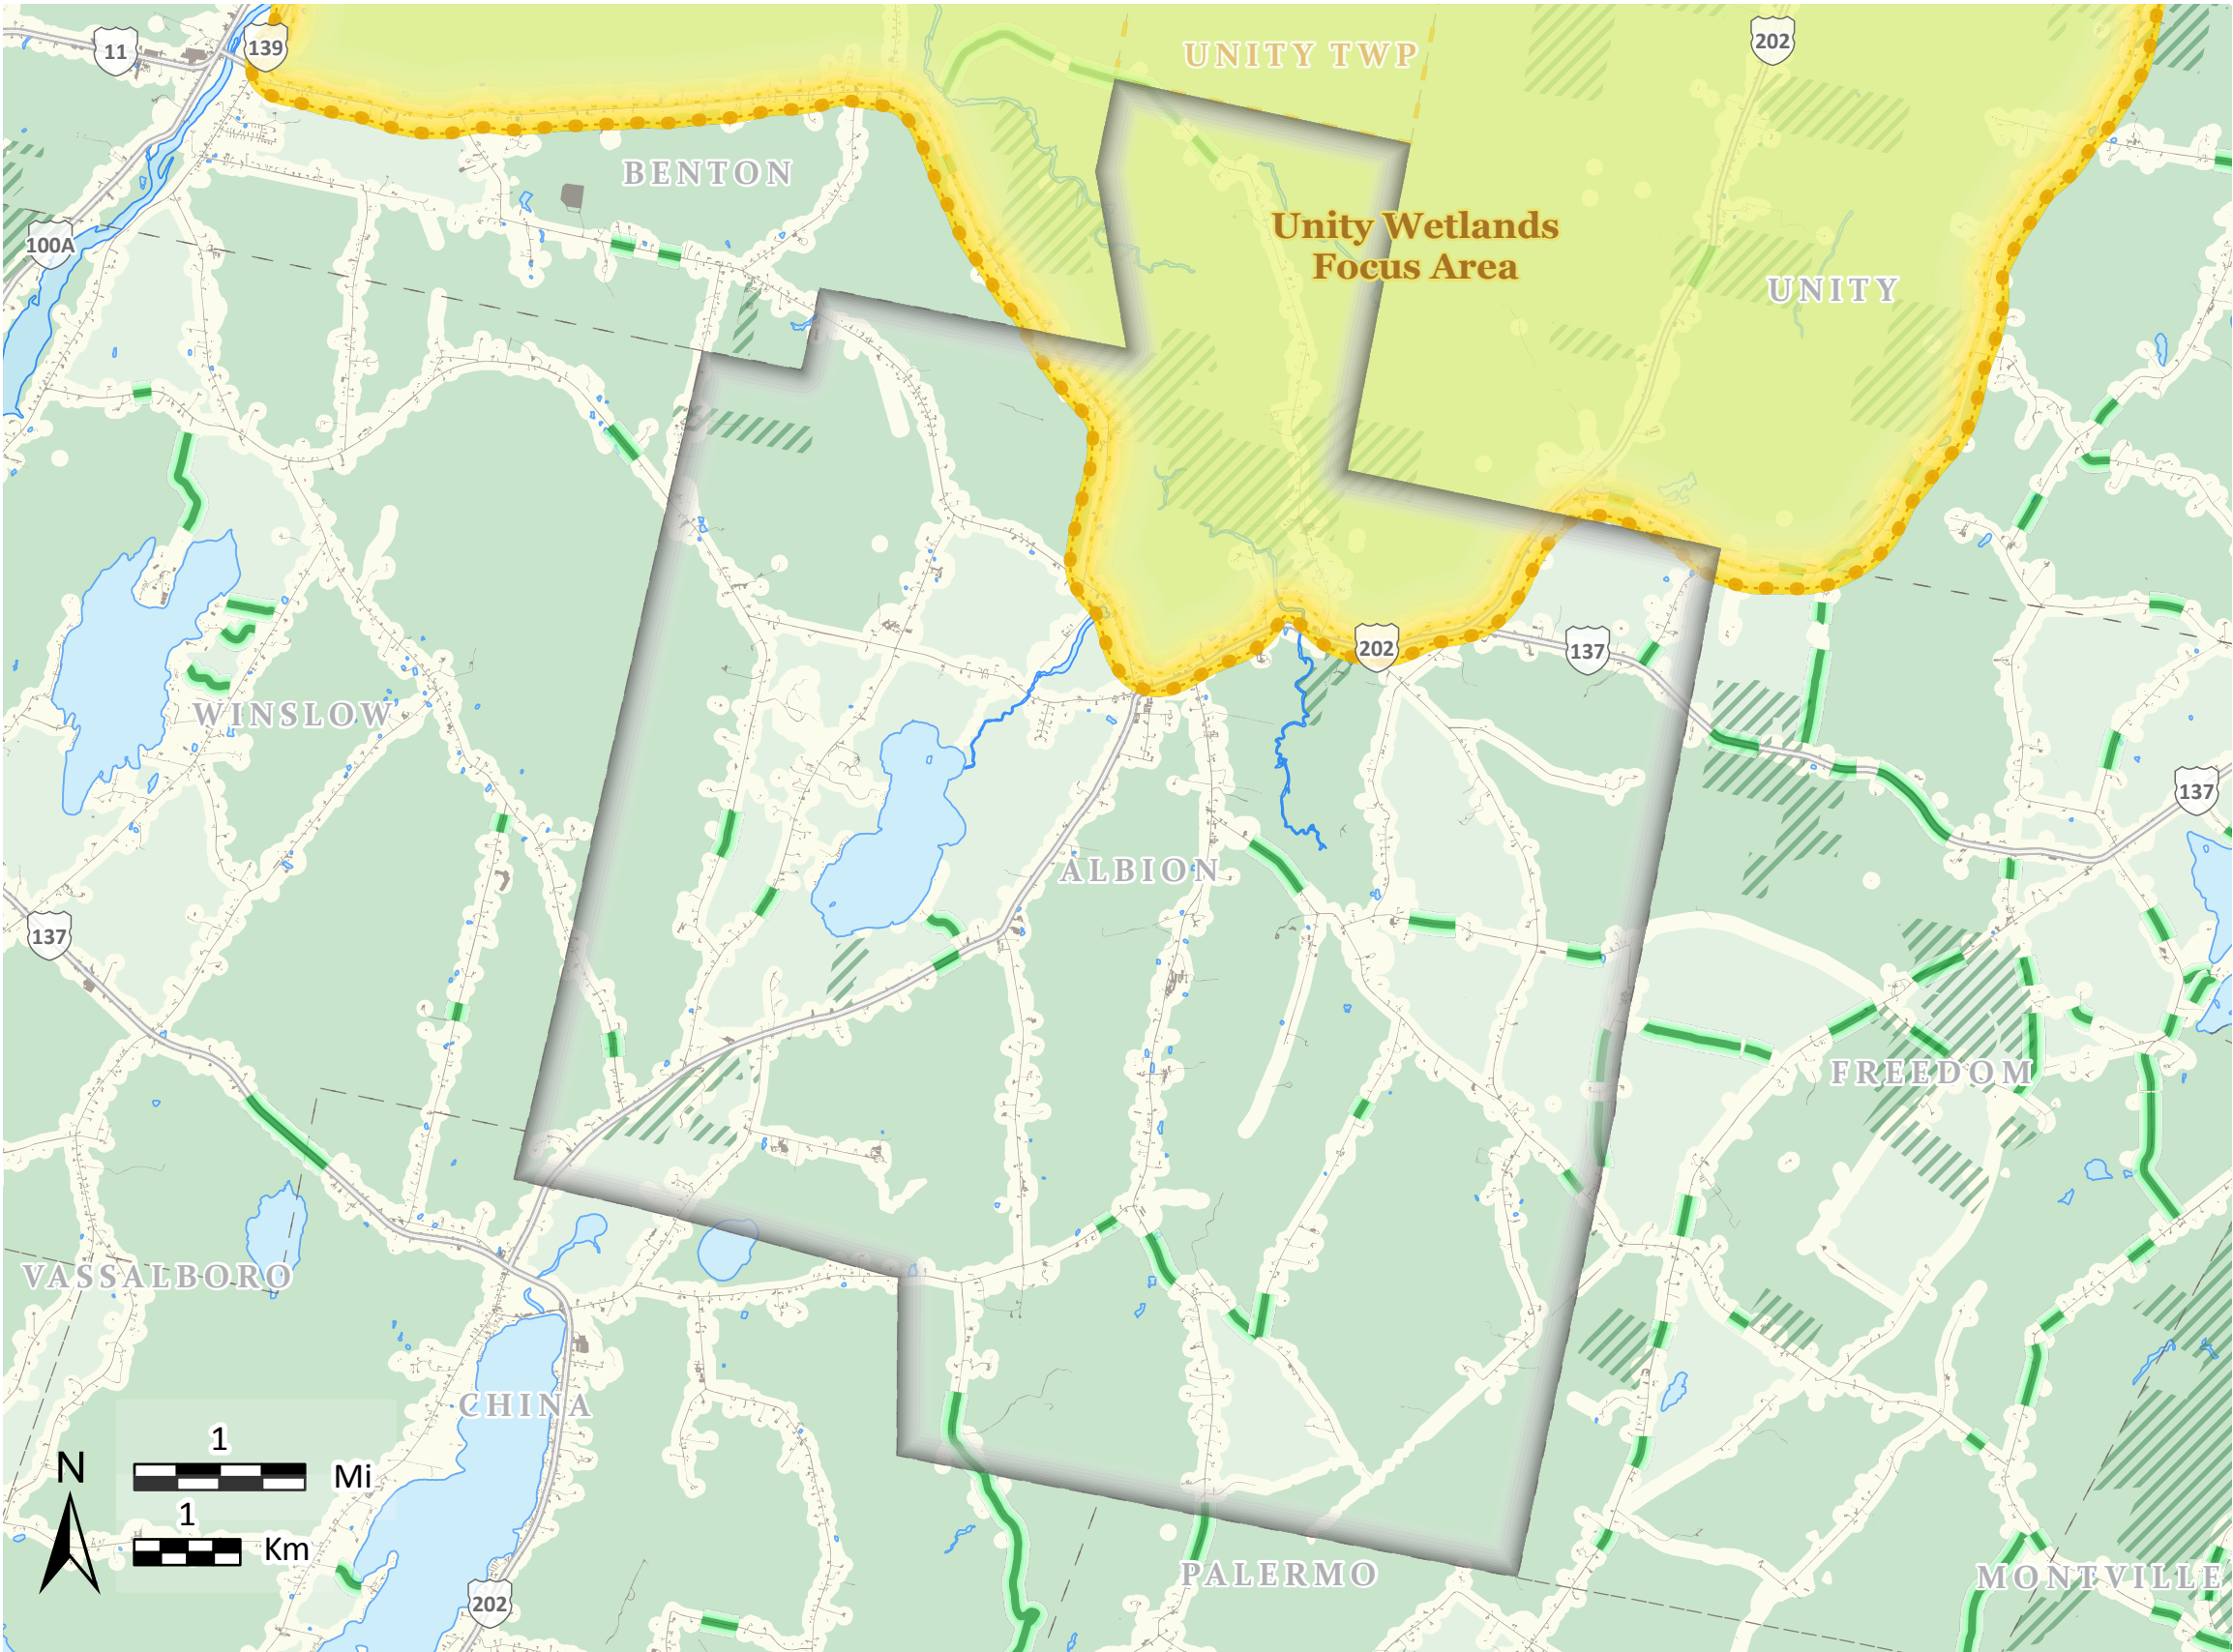 11
139
UNITY TWP
202
BENTON
100A
Unity Wetlands
Focus Area
UNITY
202
137
WINSLOW
137
ALBION
137
FREEDOM
VASSALBORO
CHINA
1
Mi
N
1
Km
202
PALERMO
MONTVILLE